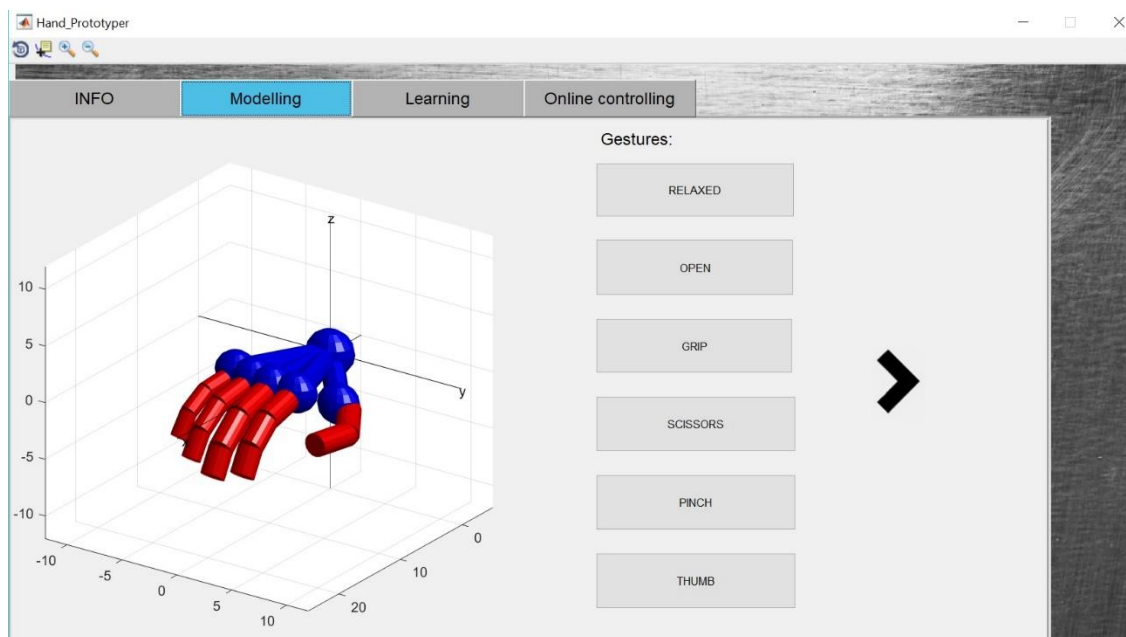 Hand_Prototyper
INFO
Modelling
Learning
Online controlling
Gestures:
RELAXED
OPEN
GRIP
SCISSORS
PINCH
THUMB
z
y
10
5
0
-5
-10
-10
-5
0
5
10
0
10
20